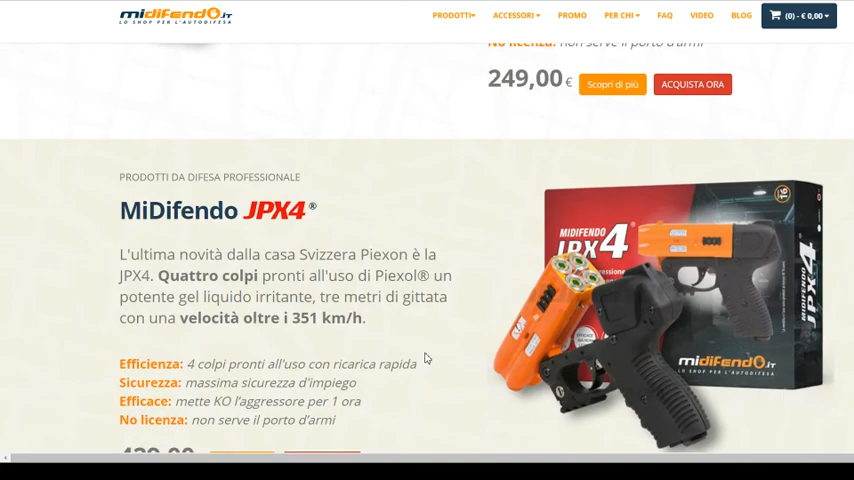 midifendo.it
LO SHOP PER L'AUTODIFESA
PRODOTTI
ACCESSORI
PROMO
PER CHI
FAQ
VIDEO
BLOG
(0) - € 0,00
No licenza: non serve il porto d'armi
249,00 €
Scopri di più
ACQUISTA ORA
PRODOTTI DA DIFESA PROFESSIONALE
MiDifendo JPX4 ®
L'ultima novità dalla casa Svizzera Piexon è la
JPX4. Quattro colpi pronti all'uso di Piexol® un
potente gel liquido irritante, tre metri di gittata
con una velocità oltre i 351 km/h.
Efficienza: 4 colpi pronti all'uso con ricarica rapida
Sicurezza: massima sicurezza d'impiego
Efficace: mette KO l'aggressore per 1 ora
No licenza: non serve il porto d'armi
MIDIFENDO
JPX4
16
MIDIFENDO
JPX4
midifendo.it
LO SHOP PER L'AUTODIFESA